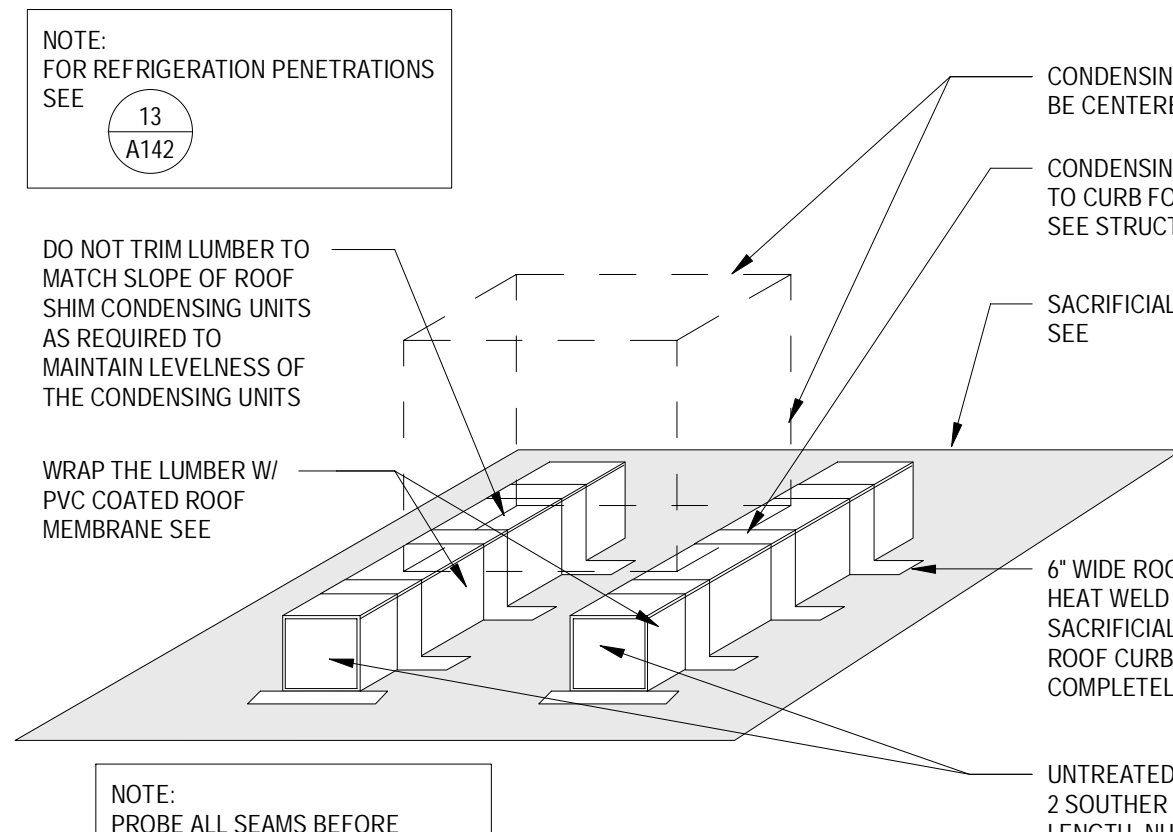 NOTE:
FOR REFRIGERATION PENETRATIONS
SEE
13
A142
DO NOT TRIM LUMBER TO
MATCH SLOPE OF ROOF
SHIM CONDENSING UNITS
AS REQUIRED TO
MAINTAIN LEVELNESS OF
THE CONDENSING UNITS
WRAP THE LUMBER W/
PVC COATED ROOF
MEMBRANE SEE
NOTE:
PROBE ALL SEAMS BEFORE
CONDENSIN
BE CENTERE
CONDENSIN
TO CURB FO
SEE STRUCT
SACRIFICIAL
SEE
6" WIDE ROO
HEAT WELD
SACRIFICIAL
ROOF CURB
COMPLETEL
UNTREATED
2 SOUTHER
LENGTH, NU